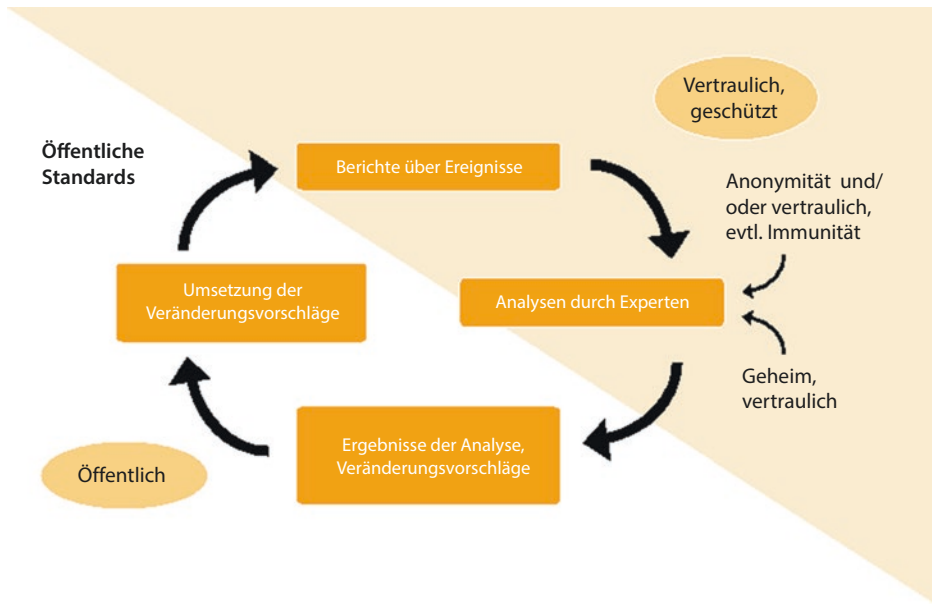 Vertraulich,
geschützt
Öffentliche
Standards
Berichte über Ereignisse
Anonymität und/
oder vertraulich,
evtl. Immunität
Umsetzung der
Veränderungsvorschläge
Analysen durch Experten
Geheim,
vertraulich
Ergebnisse der Analyse,
Veränderungsvorschläge
Öffentlich